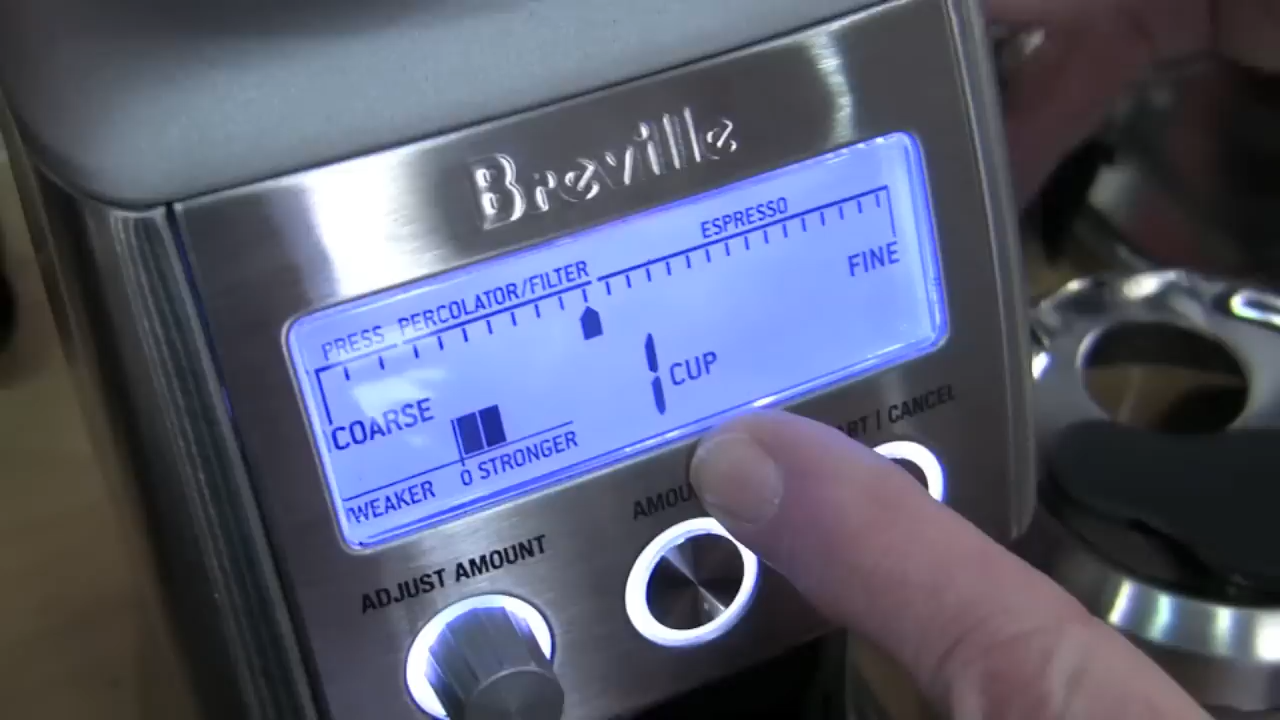 Breville
ESPRESSO
PRESS PERCOLATOR/FILTER
FINE
1 CUP
COARSE
0 STRONGER
WEAKER
CANCEL
ADJUST AMOUNT